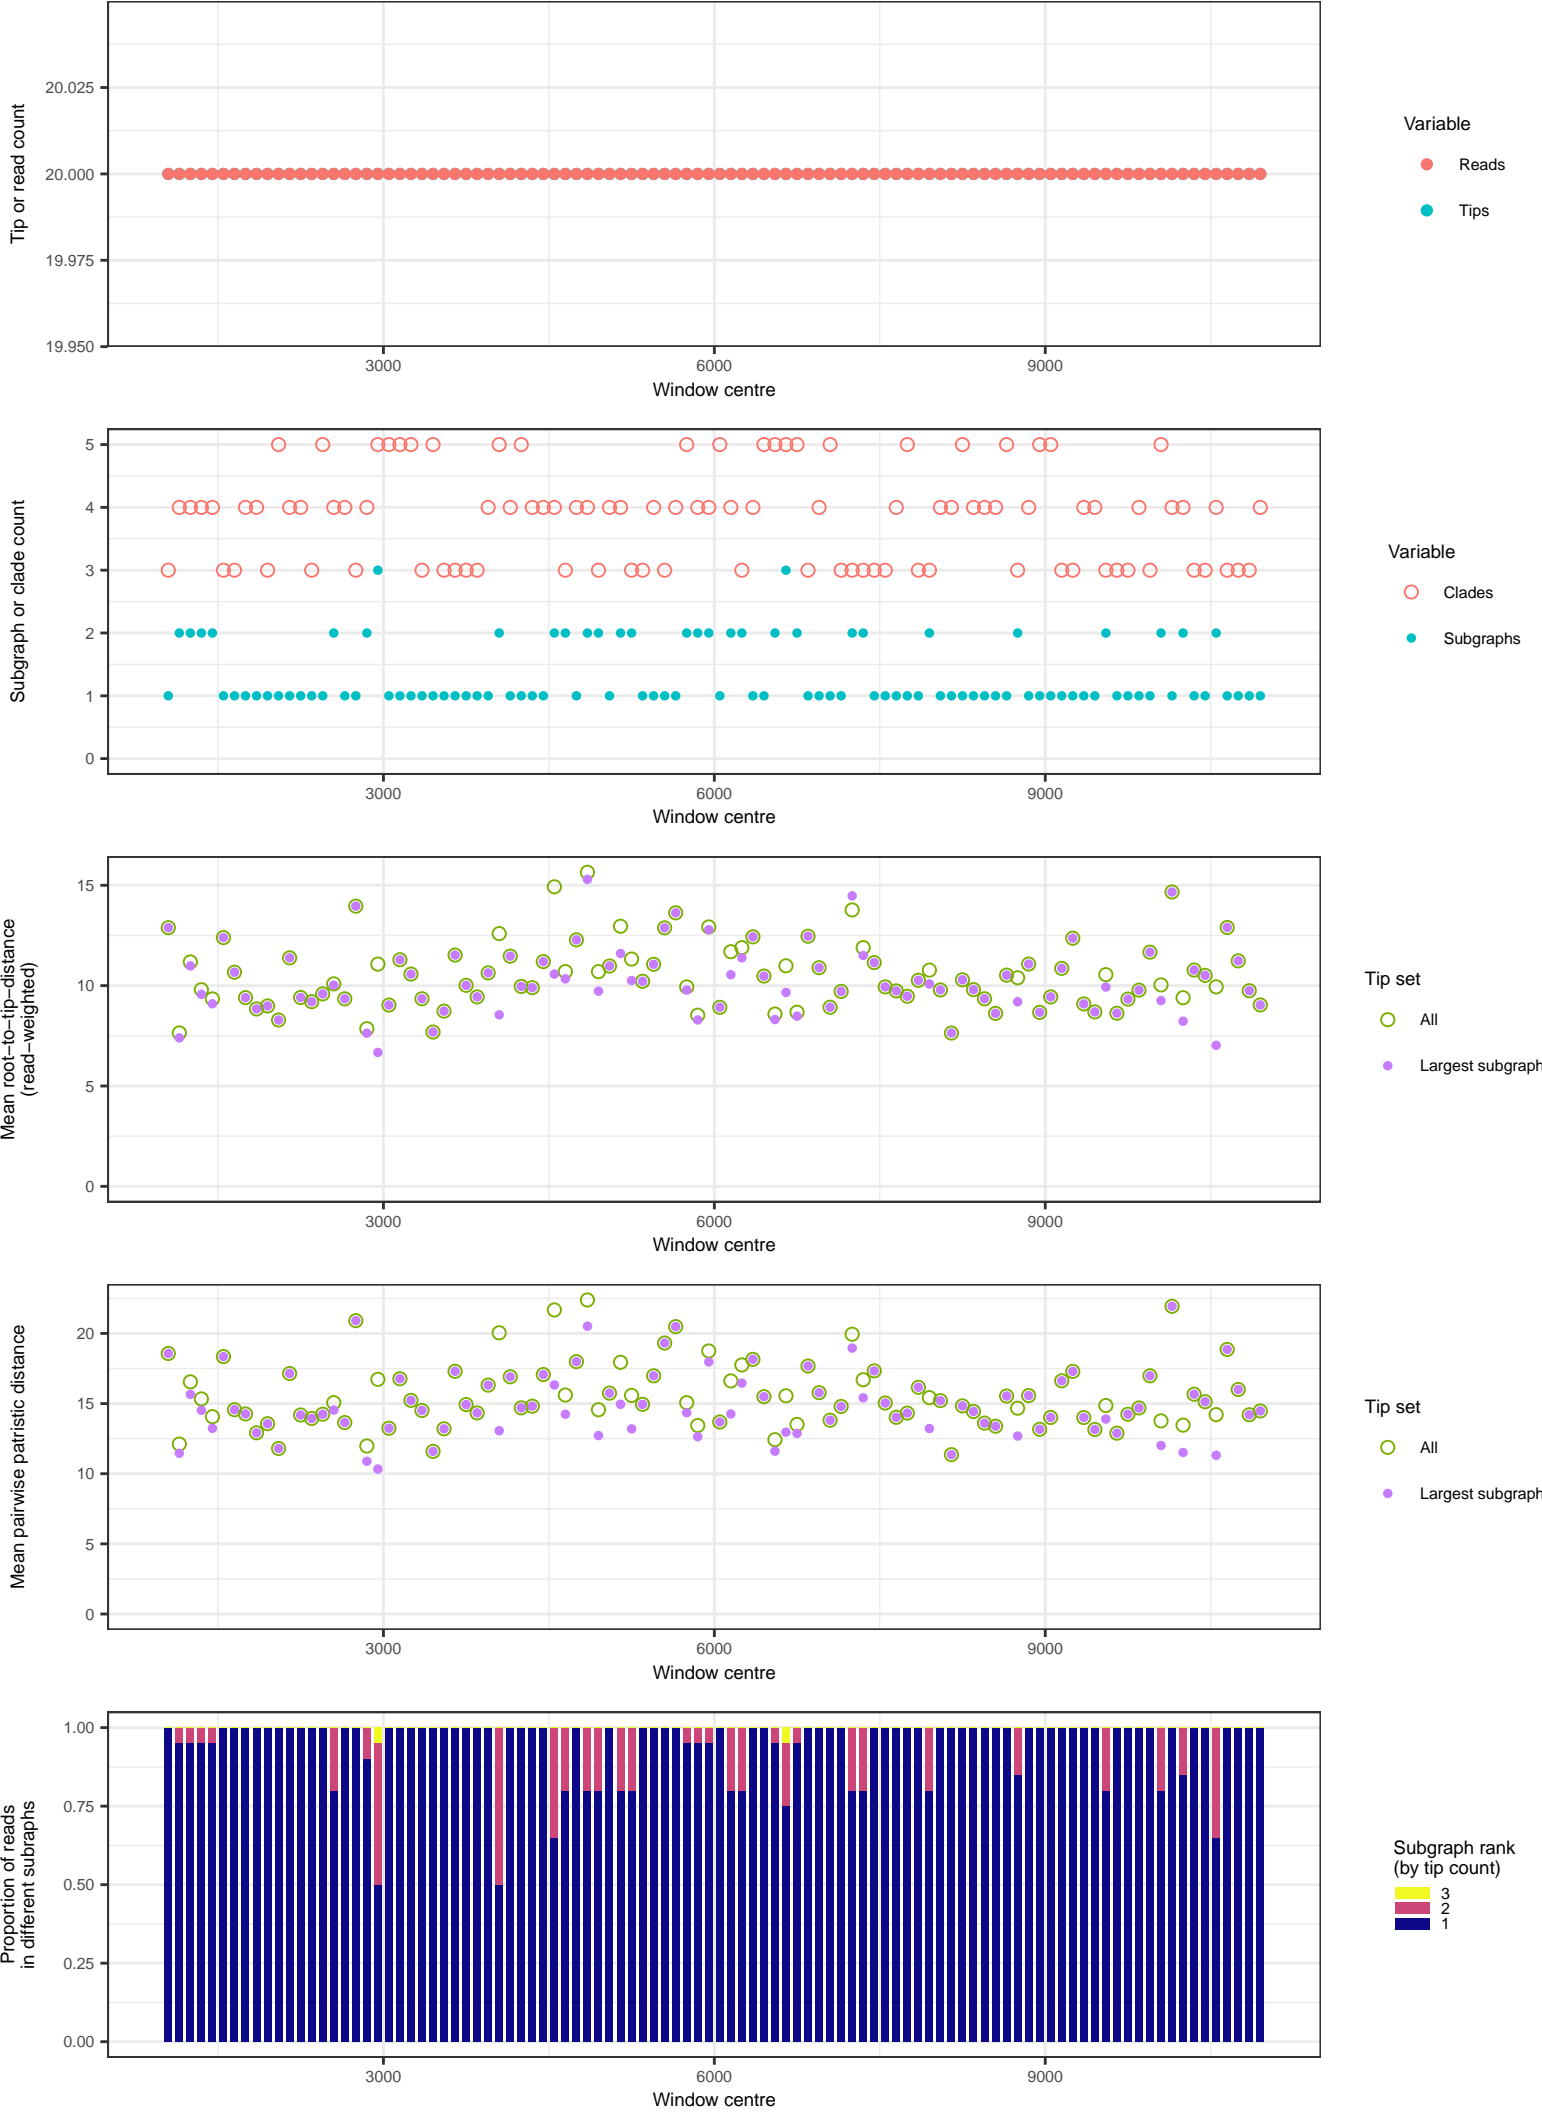 20.025
20.000
19.975
19.950
Tip or read count
3000 6000 9000
Window centre
Variable
Reads
Tips
5
4
3
2
1
0
Subgraph or clade count
3000 6000 9000
Window centre
Variable
Clades
Subgraphs
15
10
5
0
Mean root−to−tip−distance
(read−weighted)
3000 6000 9000
Window centre
Tip set
All
Largest subgraph
20
15
10
5
0
Mean pairwise patristic distance
3000 6000 9000
Window centre
Tip set
All
Largest subgraph
1.00
0.75
0.50
0.25
0.00
Proportion of reads
in different subraphs
3000 6000 9000
Window centre
Subgraph rank
(by tip count)
3
2
1